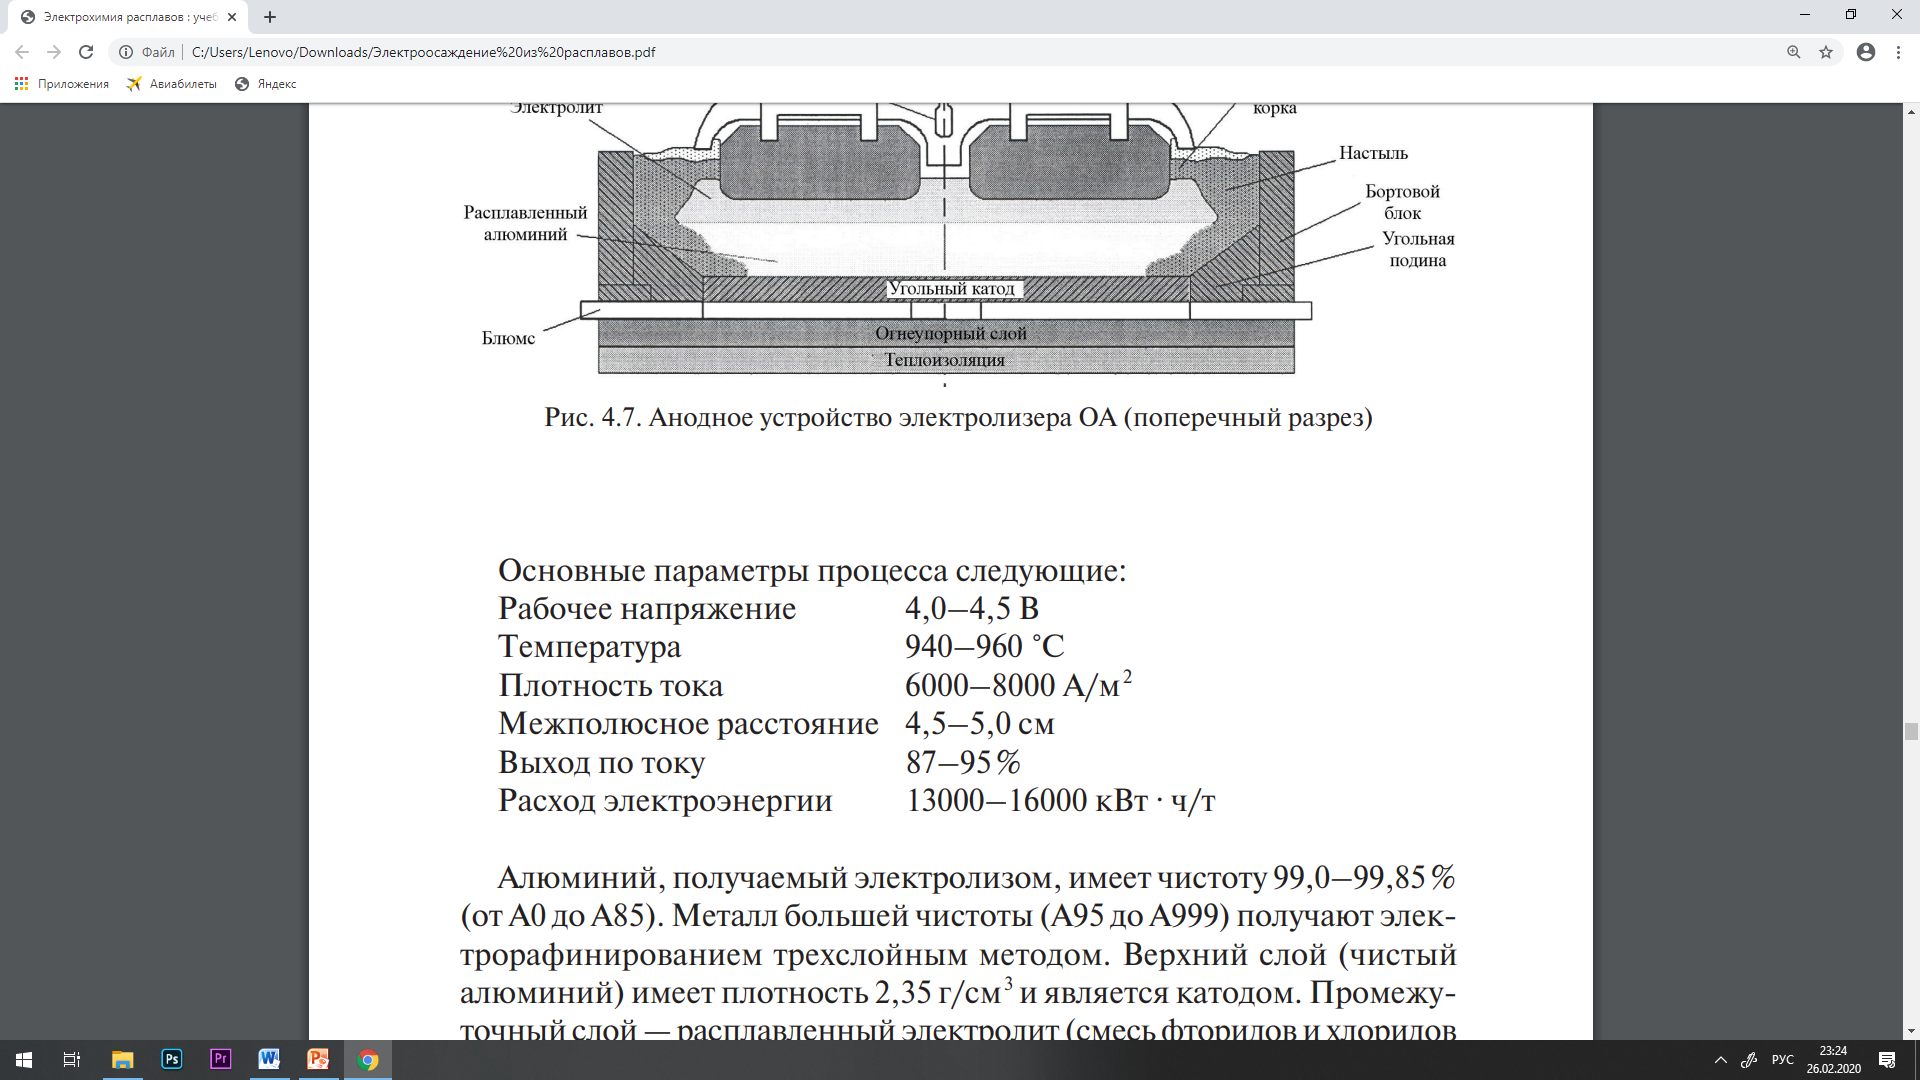 Электрохимия расплавов : учеб
Файл
C:/Users/Lenovo/Downloads/Электроосаждение%20из%20расплавов.pdf
Приложения
Авиабилеты
Яндекс
Электролит
корка
Настыль
Бортовой
блок
Расплавленный
алюминий
Угольная
подина
Угольный катод
Блюмс
Огнеупорный слой
Теплоизоляция
Рис. 4.7. Анодное устройство электролизера ОА (поперечный разрез)
Основные параметры процесса следующие:
Рабочее напряжение 4,0–4,5 В
Температура 940–960 °С
Плотность тока 6000–8000 А/м²
Межполюсное расстояние 4,5–5,0 см
Выход по току 87–95 %
Расход электроэнергии 13000–16000 кВт · ч/т
Алюминий, получаемый электролизом, имеет чистоту 99,0–99,85 %
(от А0 до А85). Металл большей чистоты (А95 до А999) получают элек-
трорафинированием трехслойным методом. Верхний слой (чистый
алюминий) имеет плотность 2,35 г/см³ и является катодом. Промежу-
точный слой — расплавленный электролит (смесь фторидов и хлоридов
Ps
Pr
РУС
23:24
26.02.2020